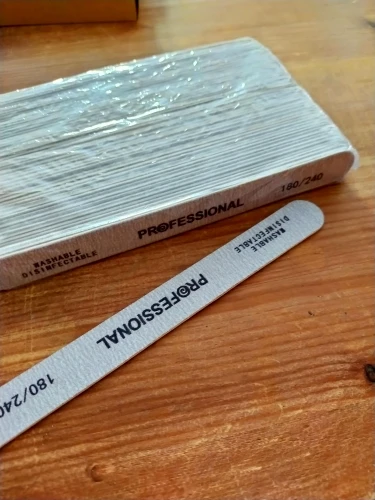 WASHABLE
DISINFECTABLE
PROFESSIONAL
180/240
WASHABLE
DISINFECTABLE
PROFESSIONAL
180/240